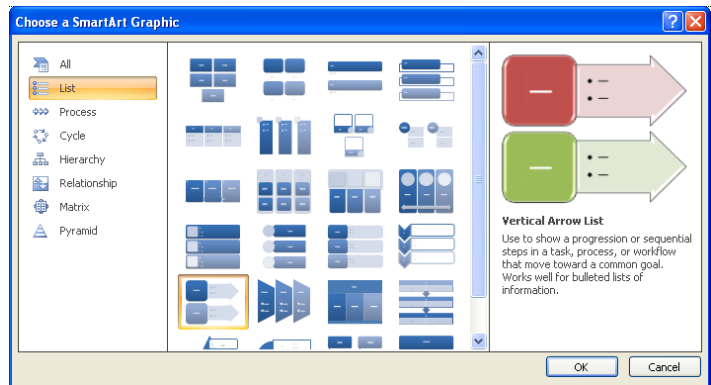 Choose a SmartArt Graphic
All
List
Process
Cycle
Hierarchy
Relationship
Matrix
Pyramid
Vertical Arrow List
Use to show a progression or sequential
steps in a task, process, or workflow
that move toward a common goal.
Works well for bulleted lists of
information.
OK
Cancel